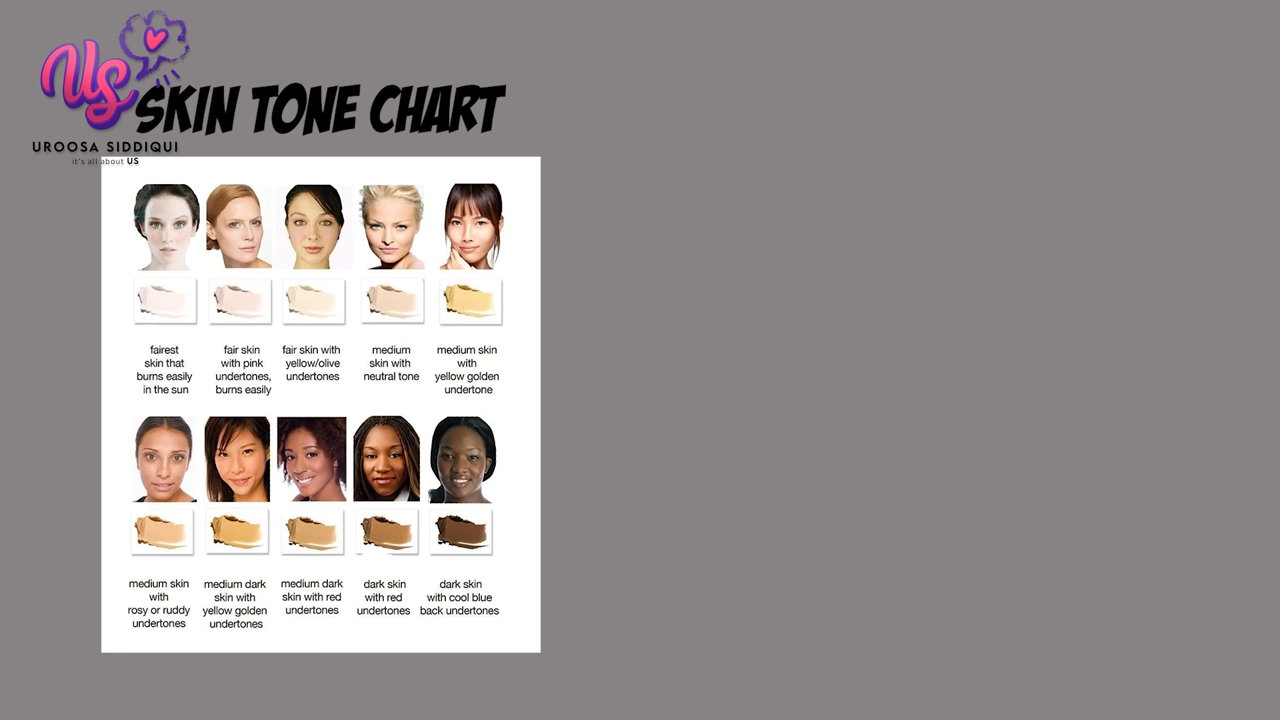 Us
SKIN TONE CHART
UROOSA SIDDIQUI
it's all about US
fairest
skin that
burns easily
in the sun
fair skin
with pink
undertones,
burns easily
fair skin with
yellow/olive
undertones
medium
skin with
neutral tone
medium skin
with
yellow golden
undertone
medium skin
with
rosy or ruddy
undertones
medium dark
skin with
yellow golden
undertones
medium dark
skin with red
undertones
dark skin
with red
undertones
dark skin
with cool blue
back undertones